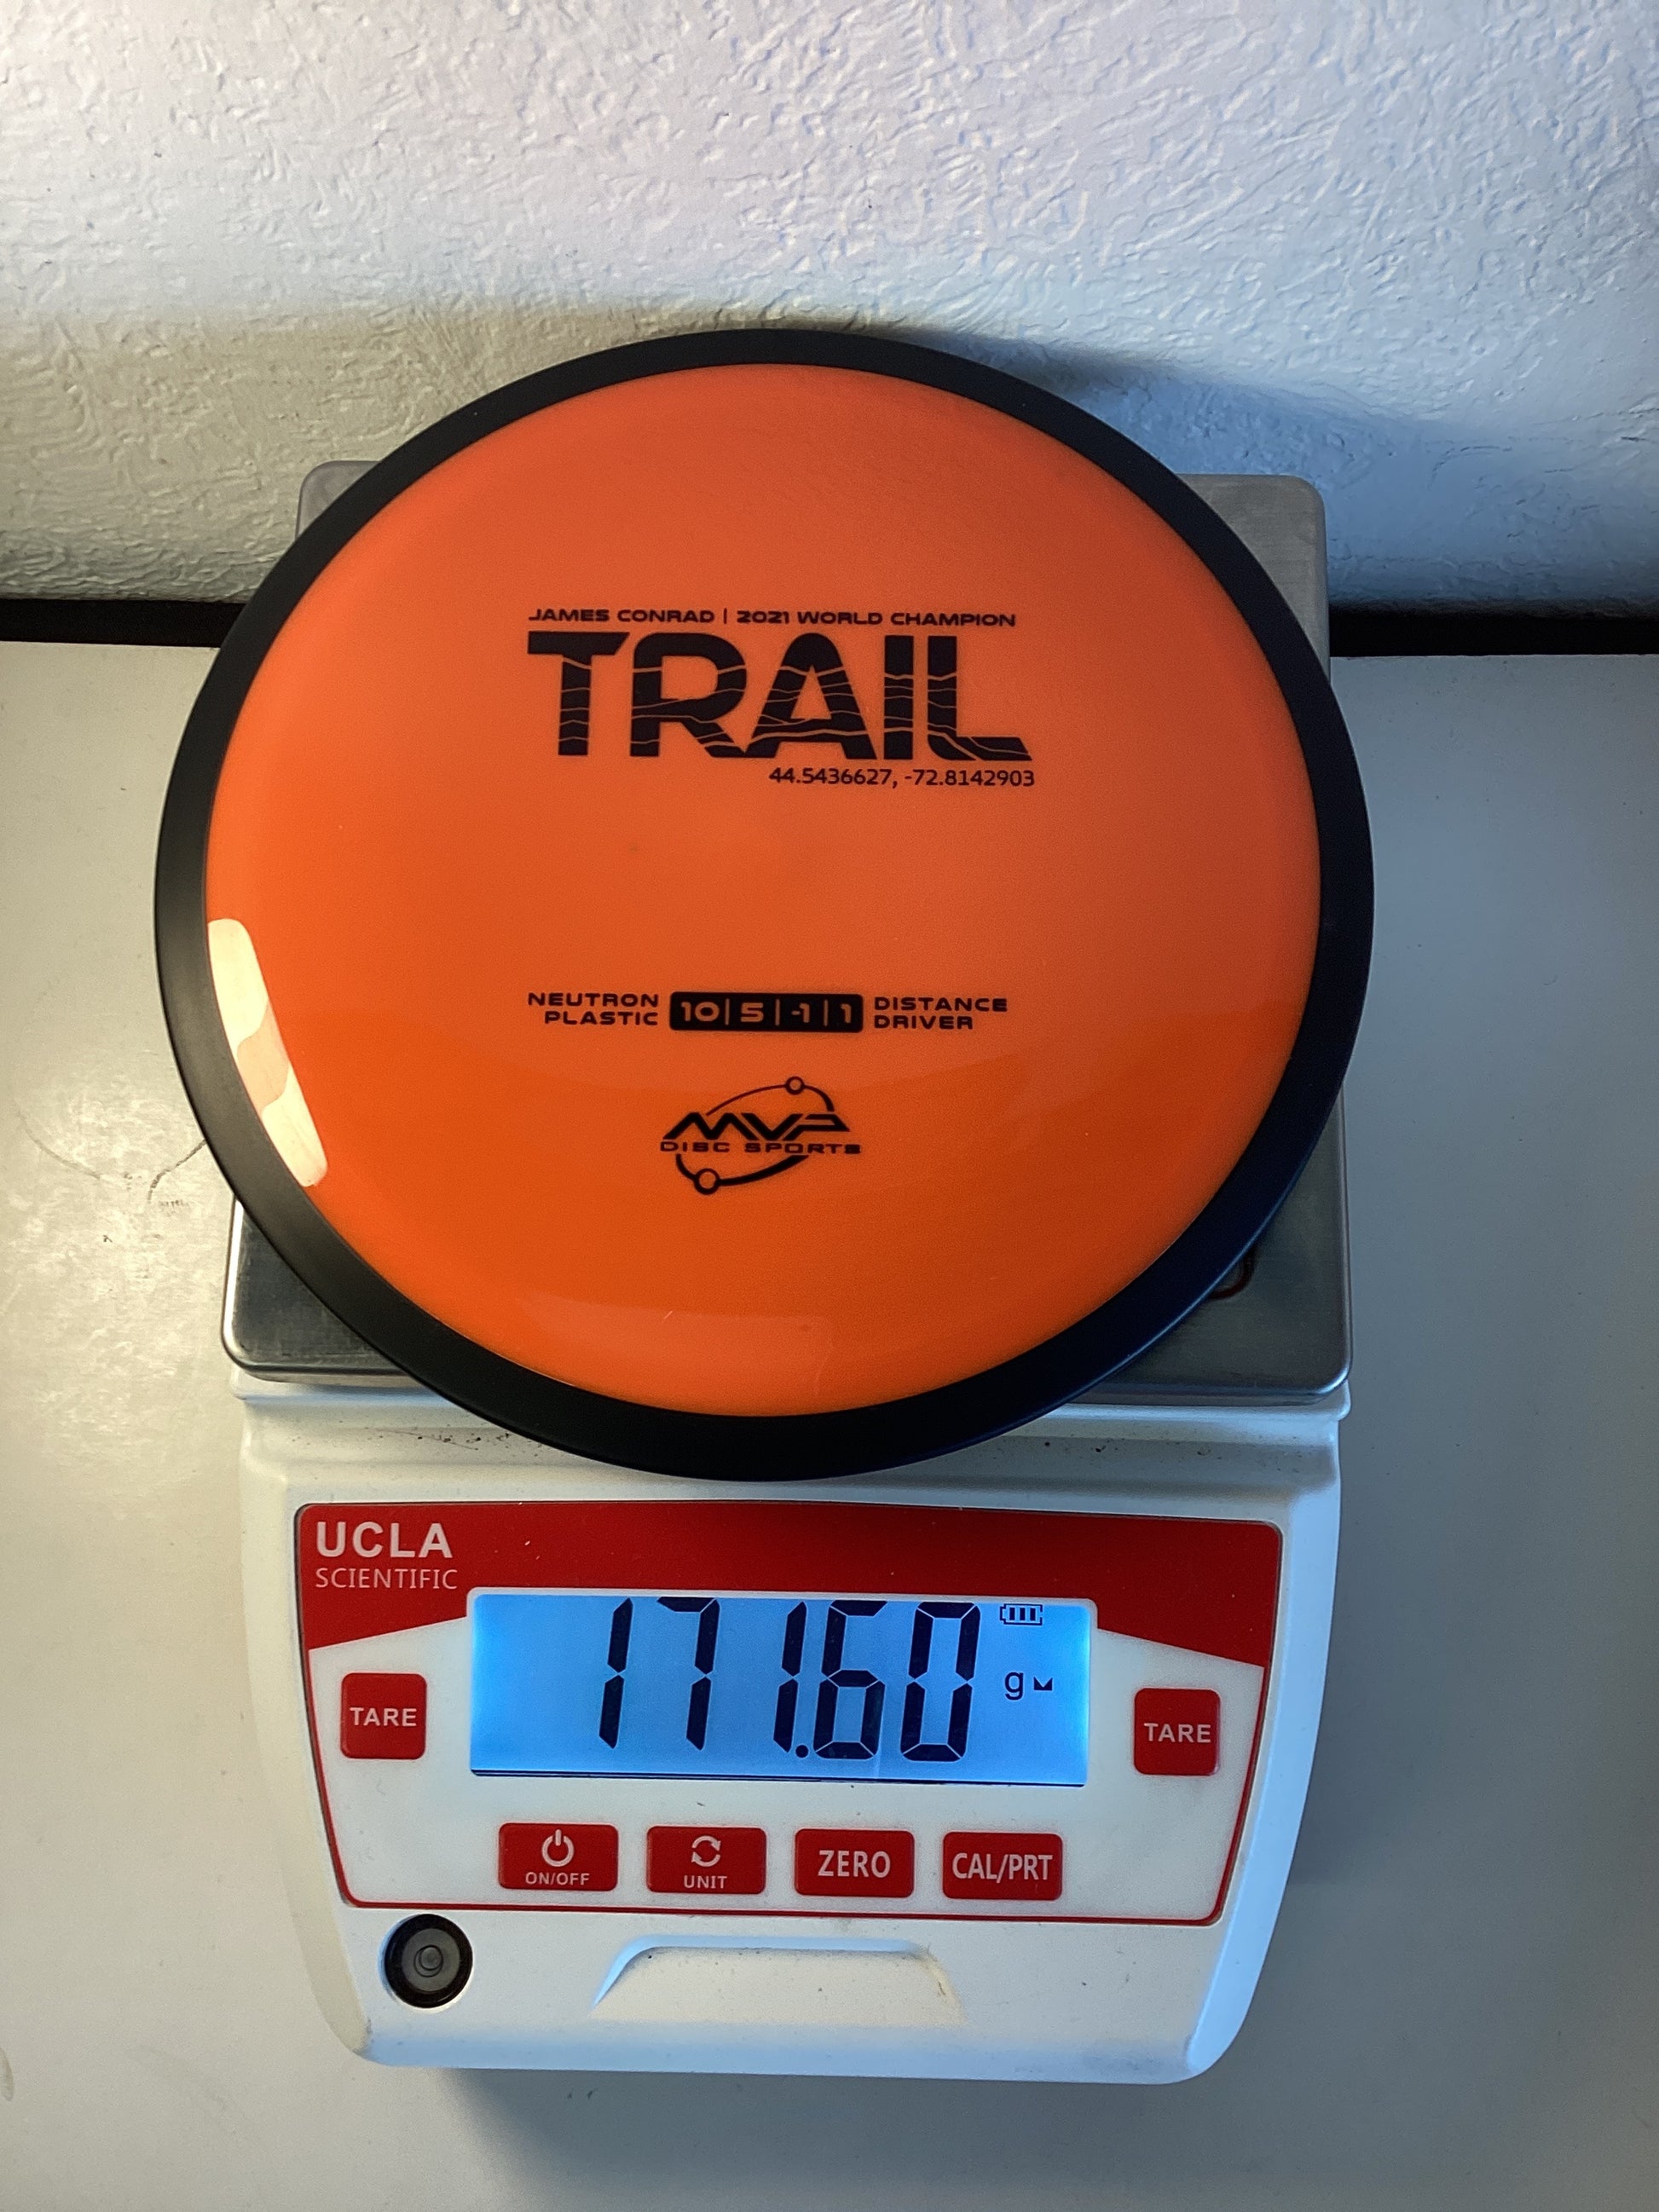 JAMES CONRAD | 2021 WORLD CHAMPION
TRAIL
44.5436627, -72.8142903
NEUTRON PLASTIC 10|5|-1|1 DISTANCE DRIVER
MVP
DISC SPORTS
UCLA
SCIENTIFIC
171.60 g
TARE
TARE
ON/OFF
UNIT
ZERO
CAL/PRT